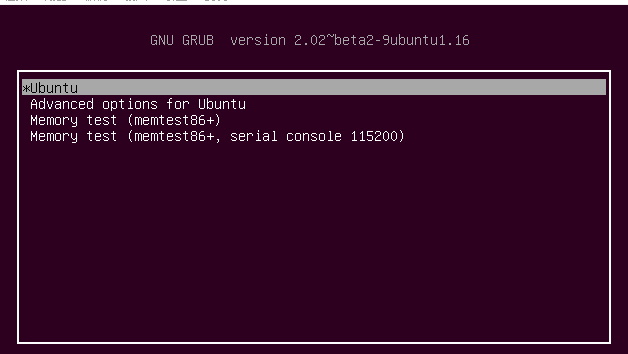 GNU GRUB  version 2.02~beta2-9ubuntu1.16
*Ubuntu
Advanced options for Ubuntu
Memory test (memtest86+)
Memory test (memtest86+, serial console 115200)